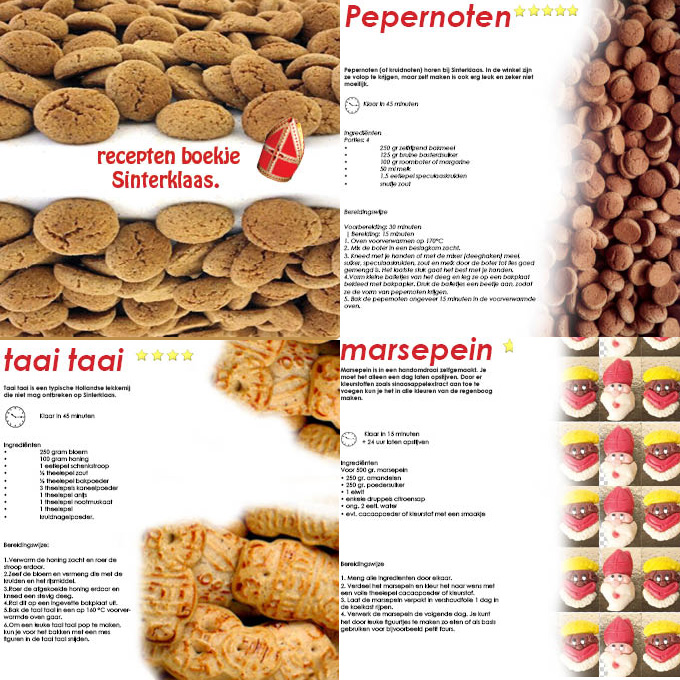 recepten boekje
Sinterklaas.
Pepernoten
Pepernoten (of kruidnoten) horen bij Sinterklaas. In de winkel zijn
ze volop te krijgen, maar zelf maken is ook erg leuk en zeker niet
moeilijk.
Klaar in 45 minuten
Ingrediënten
Porties: 4
• 250 gr zelfrijzend bakmeel
• 125 gr bruine basterdsuiker
• 100 gr roomboter of margarine
• 50 ml melk
• 1.5 eetlepel speculaaskruiden
• snufje zout
Bereidingswijze
Voorbereiding: 30 minuten
| Bereiding: 15 minuten
1. Oven voorverwarmen op 170°C
2. Mix de boter in een beslagkom zacht.
3. Kneed met je handen of met de mixer (deeghaken) meel,
suiker, speculaaskruiden, zout en melk door de boter tot alles goed
gemengd is. Het laatste stuk gaat het best met je handen.
4.Vorm kleine balletjes van het deeg en leg ze op een bakplaat
bekleed met bakpapier. Druk de balletjes een beetje aan, zodat
ze de vorm van pepernoten krijgen.
5. Bak de pepernoten ongeveer 15 minuten in de voorverwarmde
oven.
taai taai
Taai taai is een typische Hollandse lekkernij
die niet mag ontbreken op Sinterklaas.
Klaar in 45 minuten
Ingrediënten
• 250 gram bloem
• 100 gram honing
• 1 eetlepel schenkstroop
• ½ theelepel zout
• ½ theelepel bakpoeder
• 3 theelepels kaneelpoeder
• 1 theelepel anijs
• 1 theelepel nootmuskaat
• 1 theelepel
• kruidnagelpoeder.
Bereidingswijze:
1.Verwarm de honing zacht en roer de
stroop erdoor.
2.Zeef de bloem en vermeng die met de
kruiden en het rijsmiddel.
3.Roer de afgekoelde honing erdoor en
kneed een stevig deeg.
4.Rol dit op een ingevette bakplaat uit.
5.Bak de taai taai in een op 160 °C voorver-
warmde oven gaar.
6.Om een leuke taai taai pop te maken,
kun je voor het bakken met een mes
figuren in de taai taai snijden.
marsepein
Marsepein is in een handomdraai zelfgemaakt. Je
moet het alleen een dag laten opstijven. Door er
kleurstoffen zoals sinaasappelextract aan toe te
voegen kun je het in alle kleuren van de regenboog
maken.
Klaar in 15 minuten
+ 24 uur laten opstijven
Ingrediënten
Voor 500 gr. marsepein
• 250 gr. amandelen
• 250 gr. poedersuiker
• 1 eiwit
• enkele druppels citroensap
• ong. 2 eetl. water
• evt. cacaopoeder of kleurstof met een smaakje
Bereidingswijze
1. Meng alle ingrediënten door elkaar.
2. Verdeel het marsepein en kleur het naar wens met
een volle theelepel cacaopoeder of kleurstof.
3. Laat de marsepein verpakt in vershoudfolie 1 dag in
de koelkast rijpen.
4. Verwerk de marsepein de volgende dag. Je kunt
het door leuke figuurtjes te maken zo eten of als basis
gebruiken voor bijvoorbeeld petit fours.